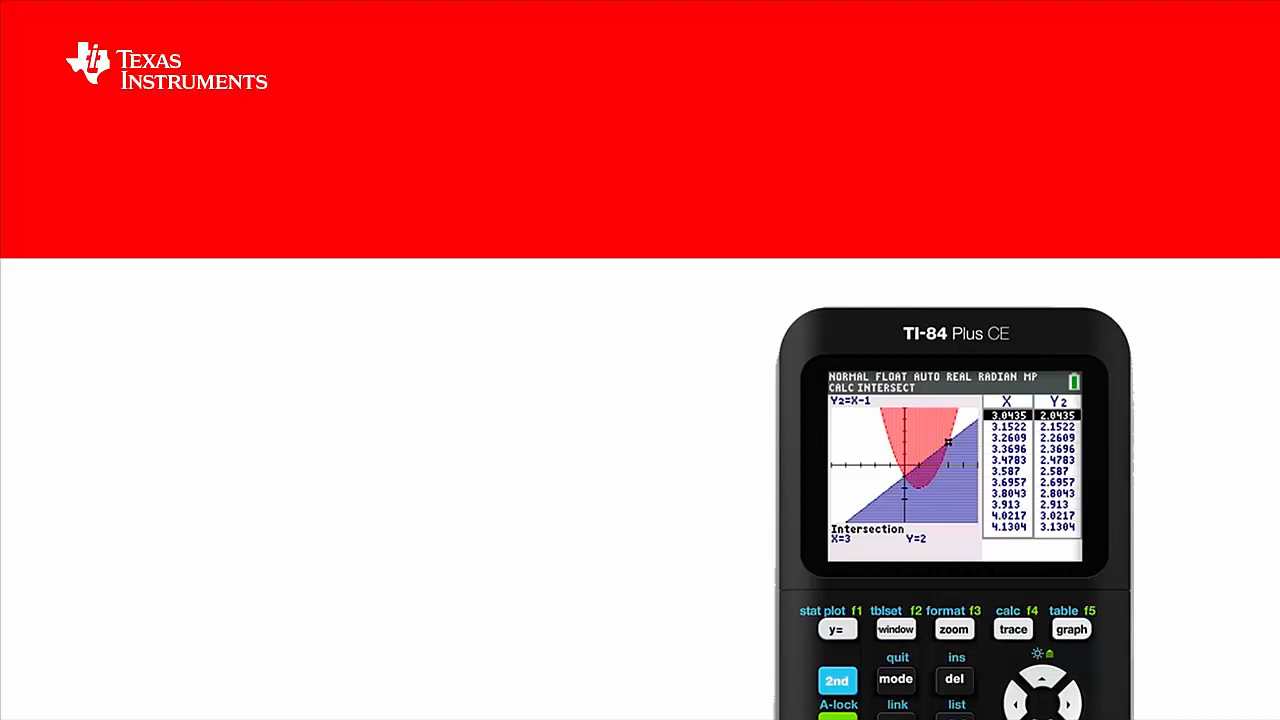 TEXAS
INSTRUMENTS
TI-84 Plus CE
NORMAL FLOAT AUTO REAL RADIAN MP
CALC INTERSECT
Y2=X-1
X Y2
3.0435 2.0435
3.1522 2.1522
3.2609 2.2609
3.3696 2.3696
3.4783 2.4783
3.587 2.587
3.6957 2.6957
3.8043 2.8043
3.913 2.913
4.0217 3.0217
4.1304 3.1304
Intersection
X=3 Y=2
stat plot f1 tblset f2 format f3 calc f4 table f5
y= window zoom trace graph
quit ins
2nd mode del
A-lock link list